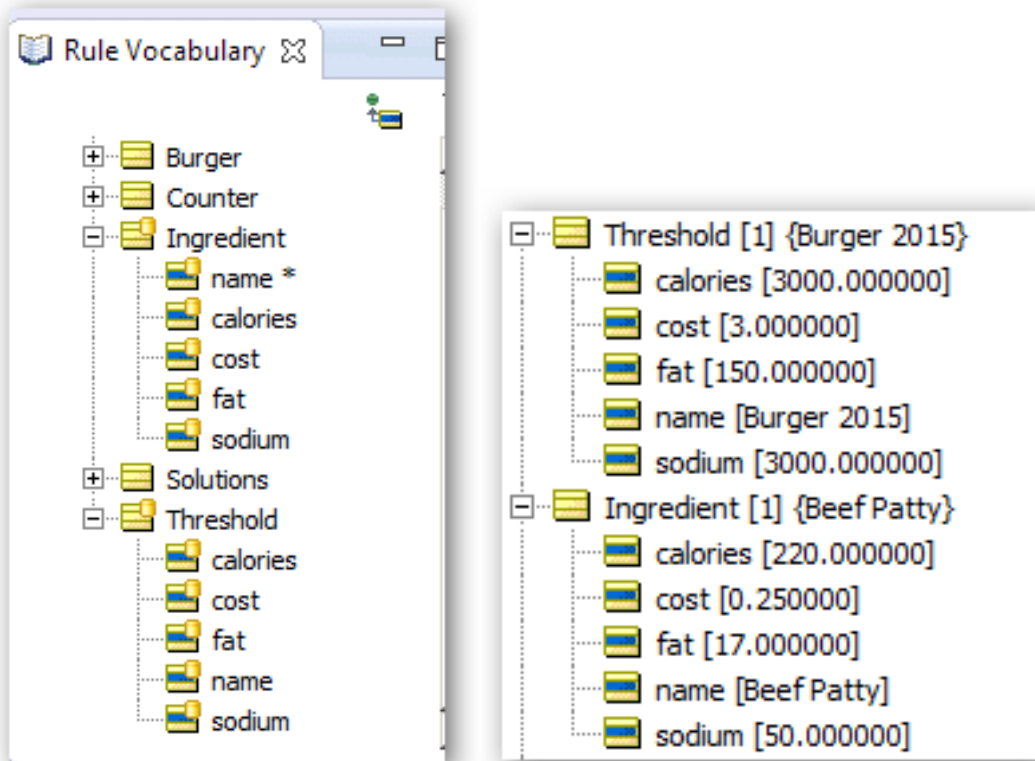 Rule Vocabulary
Burger
Counter
Ingredient
name *
calories
cost
fat
sodium
Solutions
Threshold
calories
cost
fat
name
sodium
Threshold [1] {Burger 2015}
calories [3000.000000]
cost [3.000000]
fat [150.000000]
name [Burger 2015]
sodium [3000.000000]
Ingredient [1] {Beef Patty}
calories [220.000000]
cost [0.250000]
fat [17.000000]
name [Beef Patty]
sodium [50.000000]